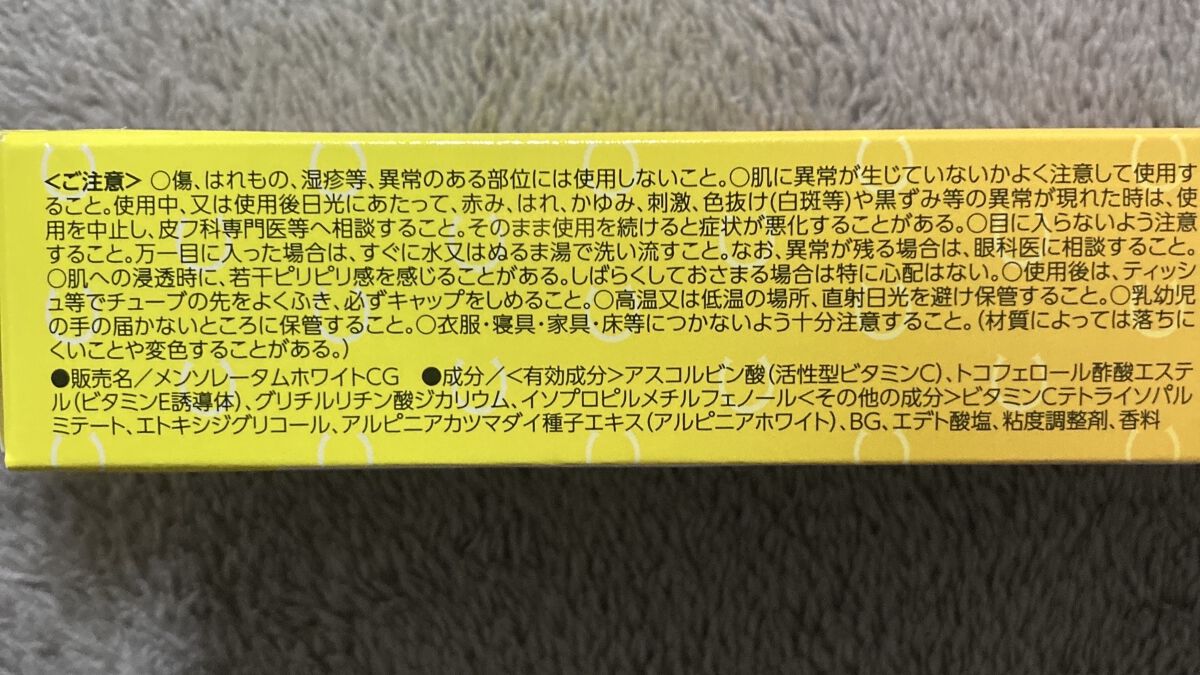 <ご注意> ○傷、はれもの、湿疹等、異常のある部位には使用しないこと。○肌に異常が生じていないかよく注意して使用す
ること。使用中、又は使用後日光にあたって、赤み、はれ、かゆみ、刺激、色抜け(白斑等)や黒ずみ等の異常が現れた時は、使
用を中止し、皮フ科専門医等へ相談すること。そのまま使用を続けると症状が悪化することがある。○目に入らないよう注意
すること。万一目に入った場合は、すぐに水又はぬるま湯で洗い流すこと。なお、異常が残る場合は、眼科医に相談すること。
○肌への浸透時に、若干ピリピリ感を感じることがある。しばらくしておさまる場合は特に心配はない。○使用後は、ティッシ
ュ等でチューブの先をよくふき、必ずキャップをしめること。○高温又は低温の場所、直射日光を避け保管すること。○乳幼児
の手の届かないところに保管すること。○衣服・寝具・家具・床等につかないよう十分注意すること。(材質によっては落ちに
くいことや変色することがある。)
●販売名/メンソレータムホワイトCG ●成分/<有効成分>アスコルビン酸(活性型ビタミンC)、トコフェロール酢酸エステ
ル(ビタミンE誘導体)、グリチルリチン酸ジカリウム、イソプロピルメチルフェノール<その他の成分>ビタミンCテトライソパル
ミテート、エトキシジグリコール、アルピニアカツマダイ種子エキス(アルピニアホワイト)、BG、エデト酸塩、粘度調整剤、香料